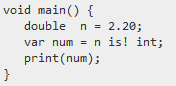 void main() {
   double  n = 2.20;
   var num = n is! int;
   print(num);
}